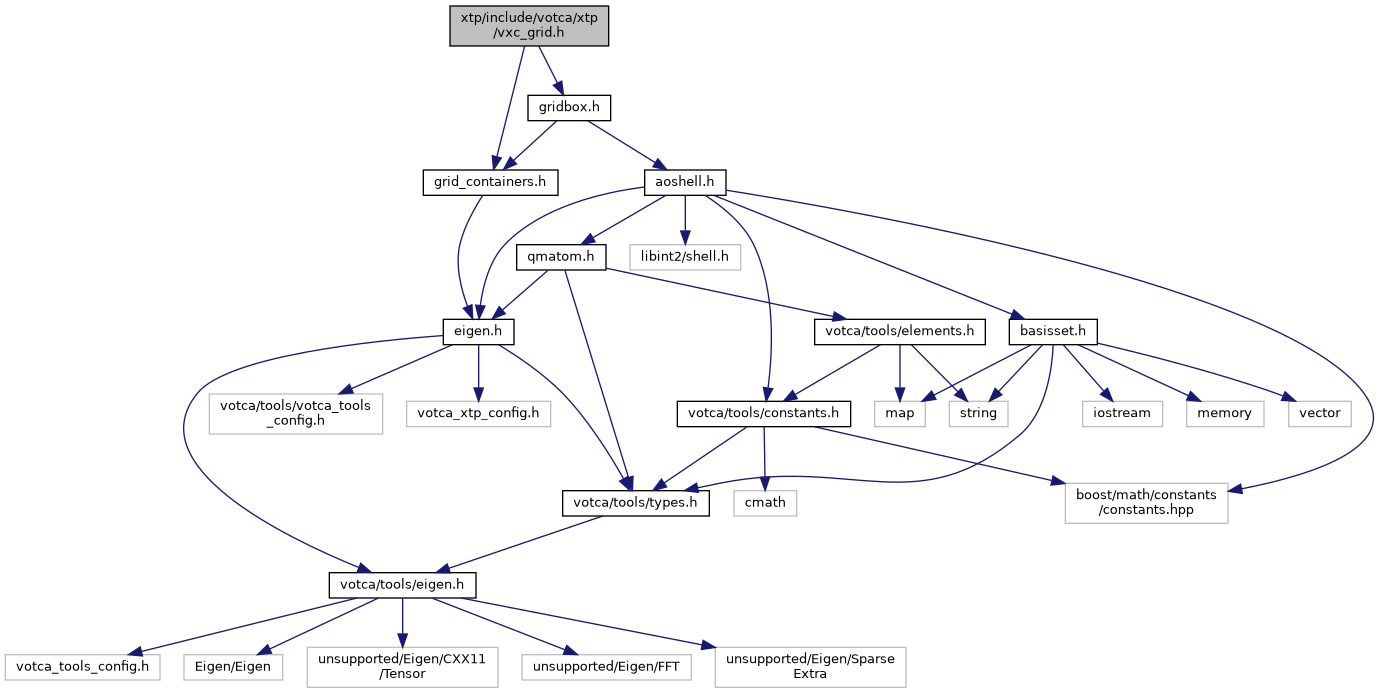 xtp/include/votca/xtp
/vxc_grid.h
gridbox.h
grid_containers.h
aoshell.h
qmatom.h
libint2/shell.h
eigen.h
votca/tools/elements.h
basisset.h
votca/tools/votca_tools
_config.h
votca_xtp_config.h
votca/tools/constants.h
map
string
iostream
memory
vector
votca/tools/types.h
cmath
boost/math/constants
/constants.hpp
votca/tools/eigen.h
votca_tools_config.h
Eigen/Eigen
unsupported/Eigen/CXX11
/Tensor
unsupported/Eigen/FFT
unsupported/Eigen/Sparse
Extra